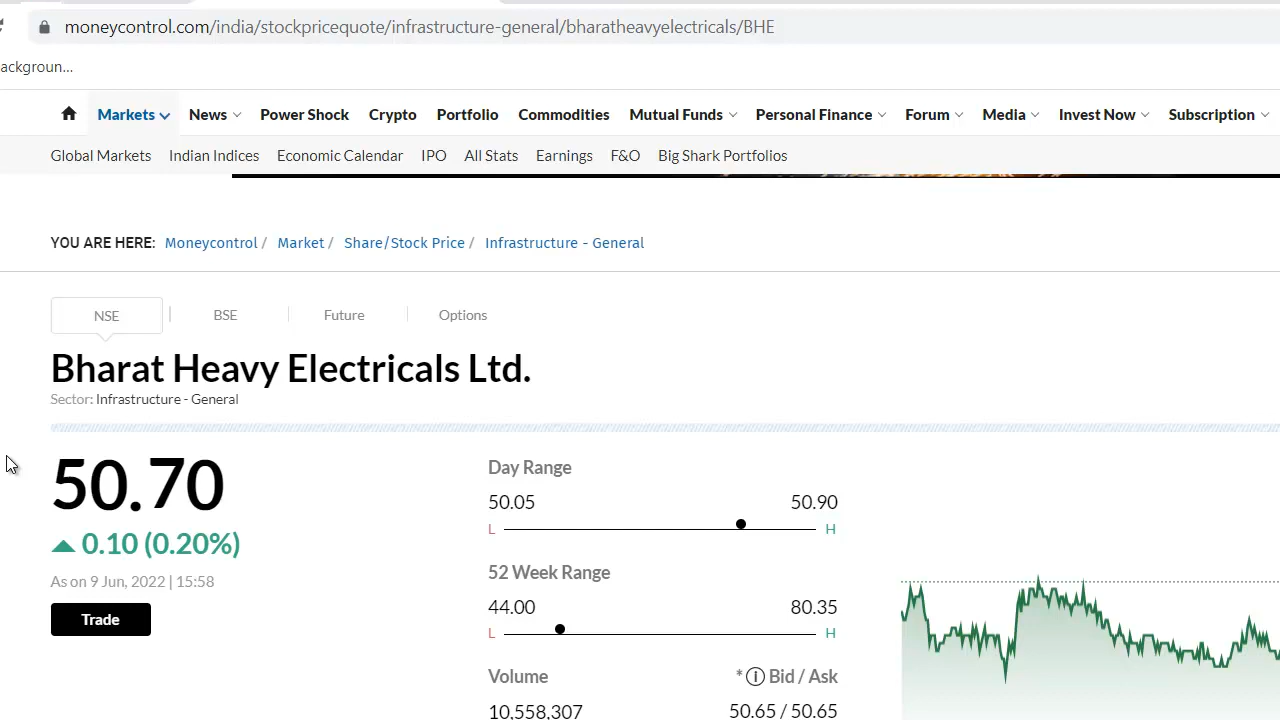 moneycontrol.com/india/stockpricequote/infrastructure-general/bharatheavyelectricals/BHE
ackgroun...
Markets News Power Shock Crypto Portfolio Commodities Mutual Funds Personal Finance Forum Media Invest Now Subscription
Global Markets Indian Indices Economic Calendar IPO All Stats Earnings F&O Big Shark Portfolios
YOU ARE HERE: Moneycontrol / Market / Share/Stock Price / Infrastructure - General
NSE | BSE | Future | Options
Bharat Heavy Electricals Ltd.
Sector: Infrastructure - General
50.70
0.10 (0.20%)
As on 9 Jun, 2022 | 15:58
Trade
Day Range
50.05 50.90
L H
52 Week Range
44.00 80.35
L H
Volume * i Bid / Ask
10,558,307 50.65 / 50.65